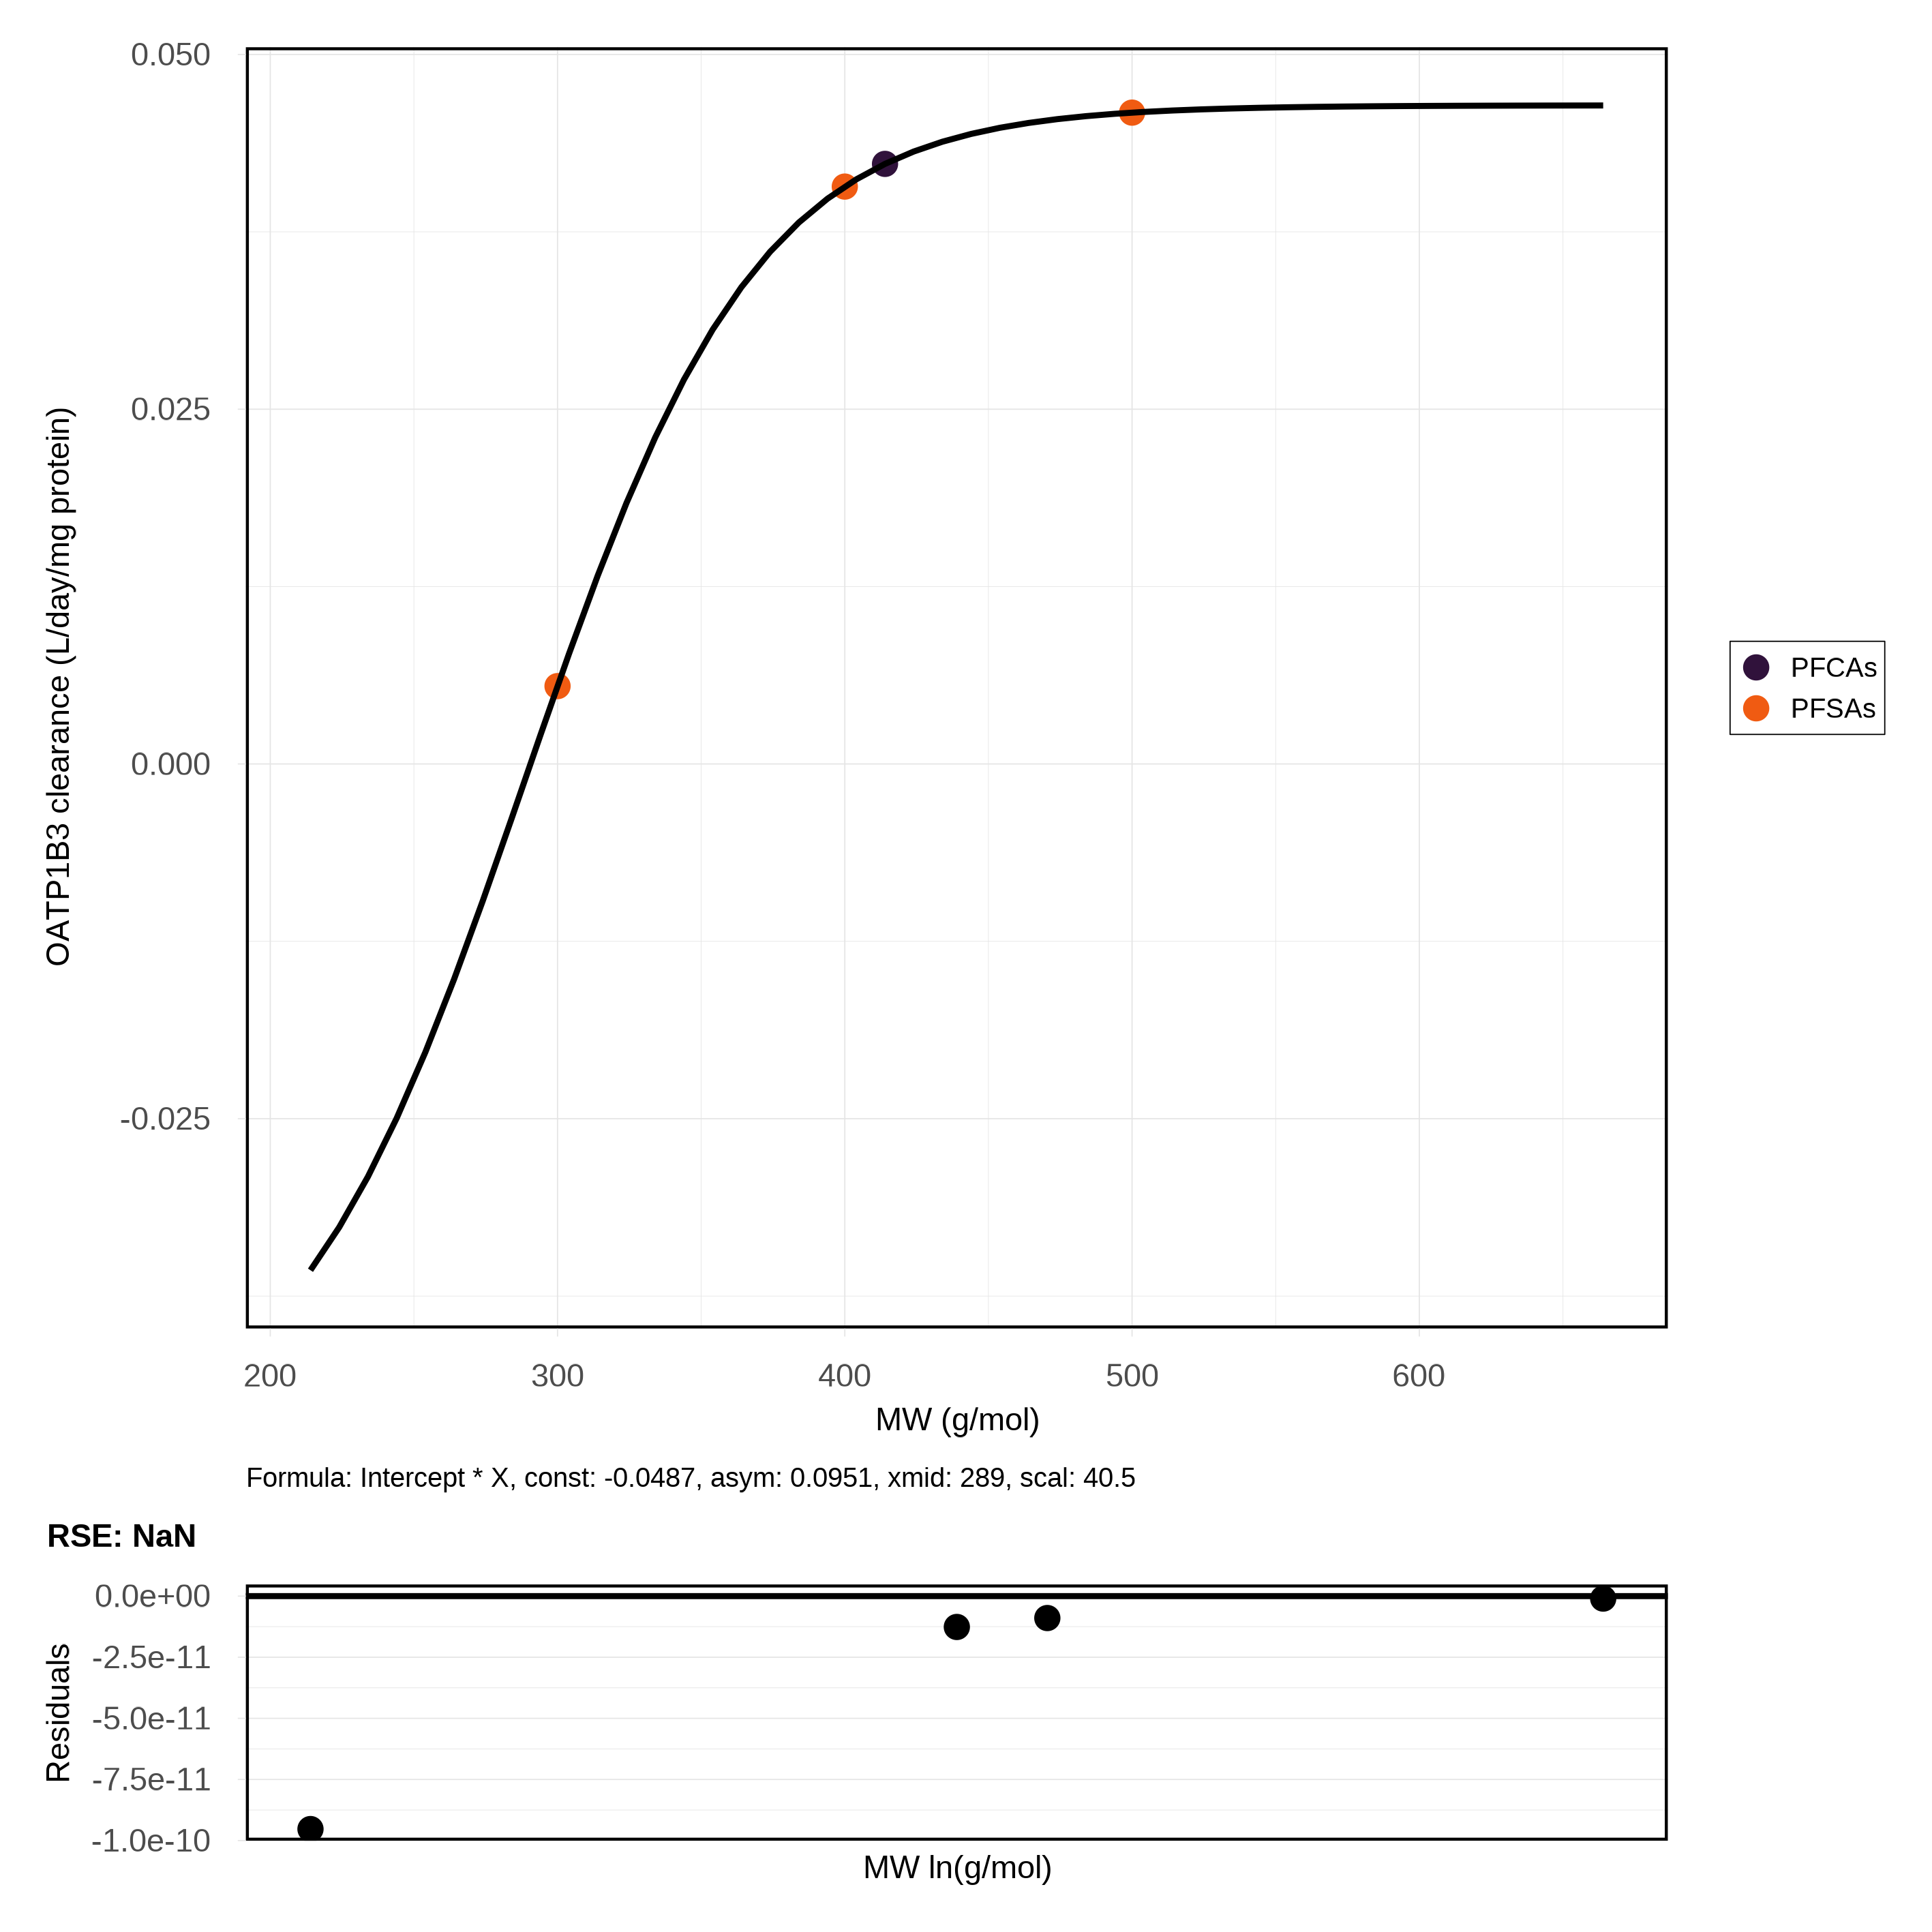 0.050
0.025
0.000
-0.025
OATP1B3 clearance (L/day/mg protein)
200 300 400 500 600
MW (g/mol)
PFCAs
PFSAs
Formula: Intercept * X, const: -0.0487, asym: 0.0951, xmid: 289, scal: 40.5
RSE: NaN
0.0e+00
-2.5e-11
-5.0e-11
-7.5e-11
-1.0e-10
Residuals
MW ln(g/mol)